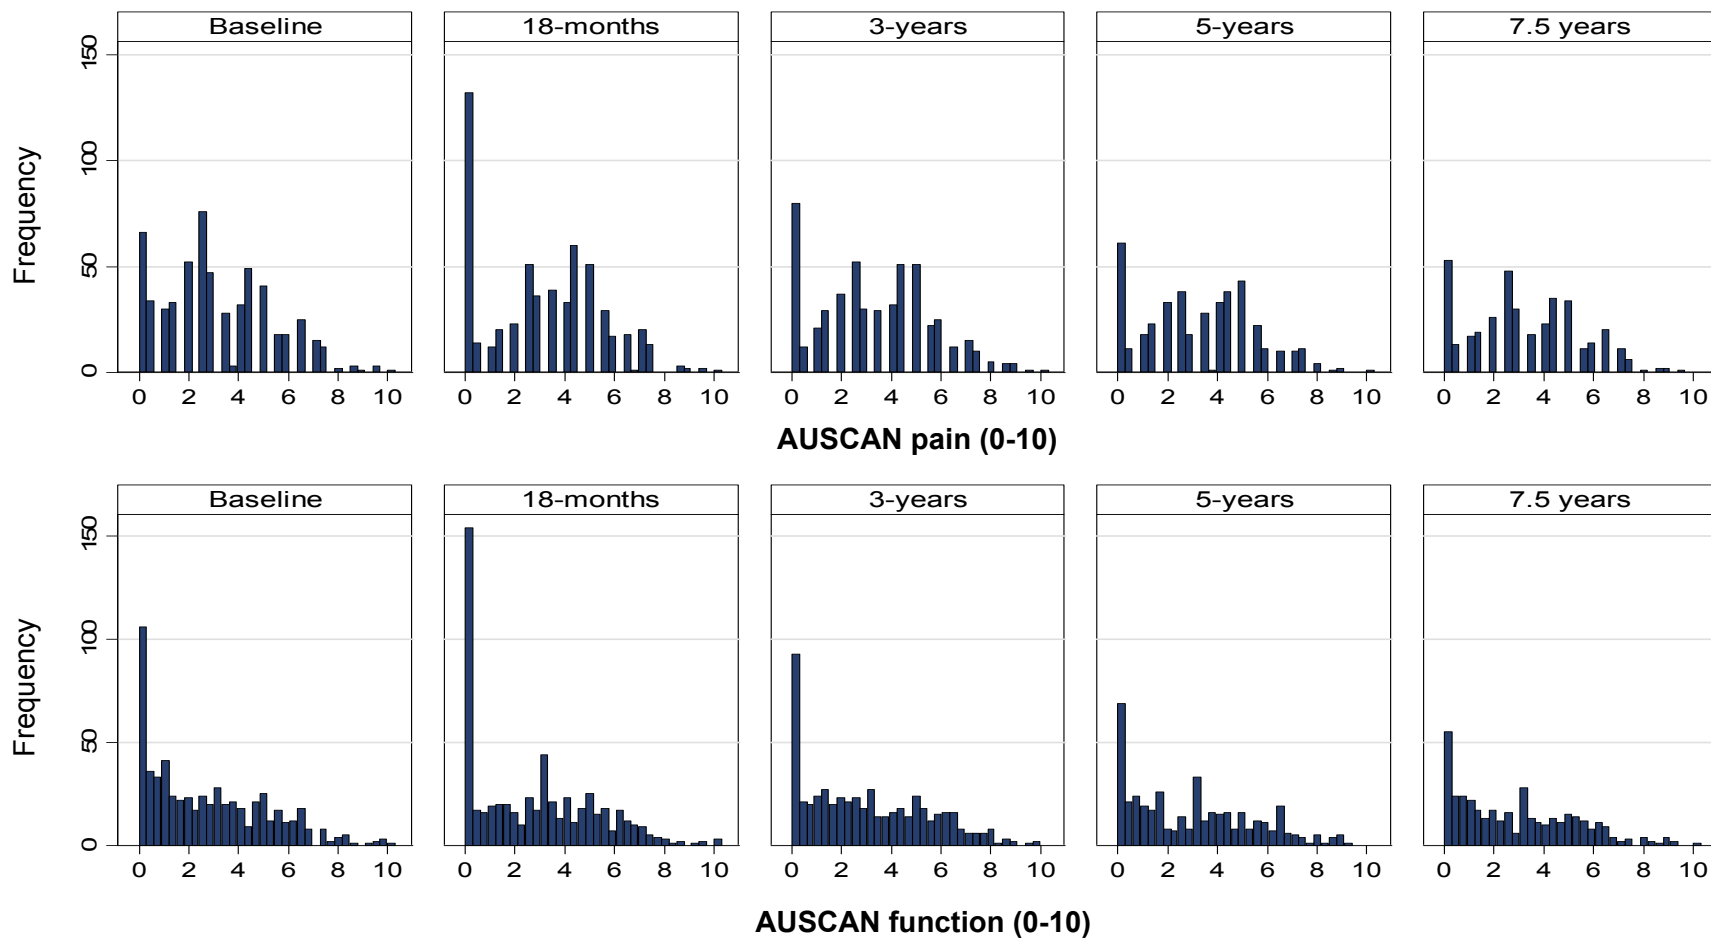 Baseline 18-months 3-years 5-years 7.5 years
Frequency
150
100
50
0
0 2 4 6 8 10 0 2 4 6 8 10 0 2 4 6 8 10 0 2 4 6 8 10 0 2 4 6 8 10
AUSCAN pain (0-10)
Baseline 18-months 3-years 5-years 7.5 years
Frequency
150
100
50
0
0 2 4 6 8 10 0 2 4 6 8 10 0 2 4 6 8 10 0 2 4 6 8 10 0 2 4 6 8 10
AUSCAN function (0-10)